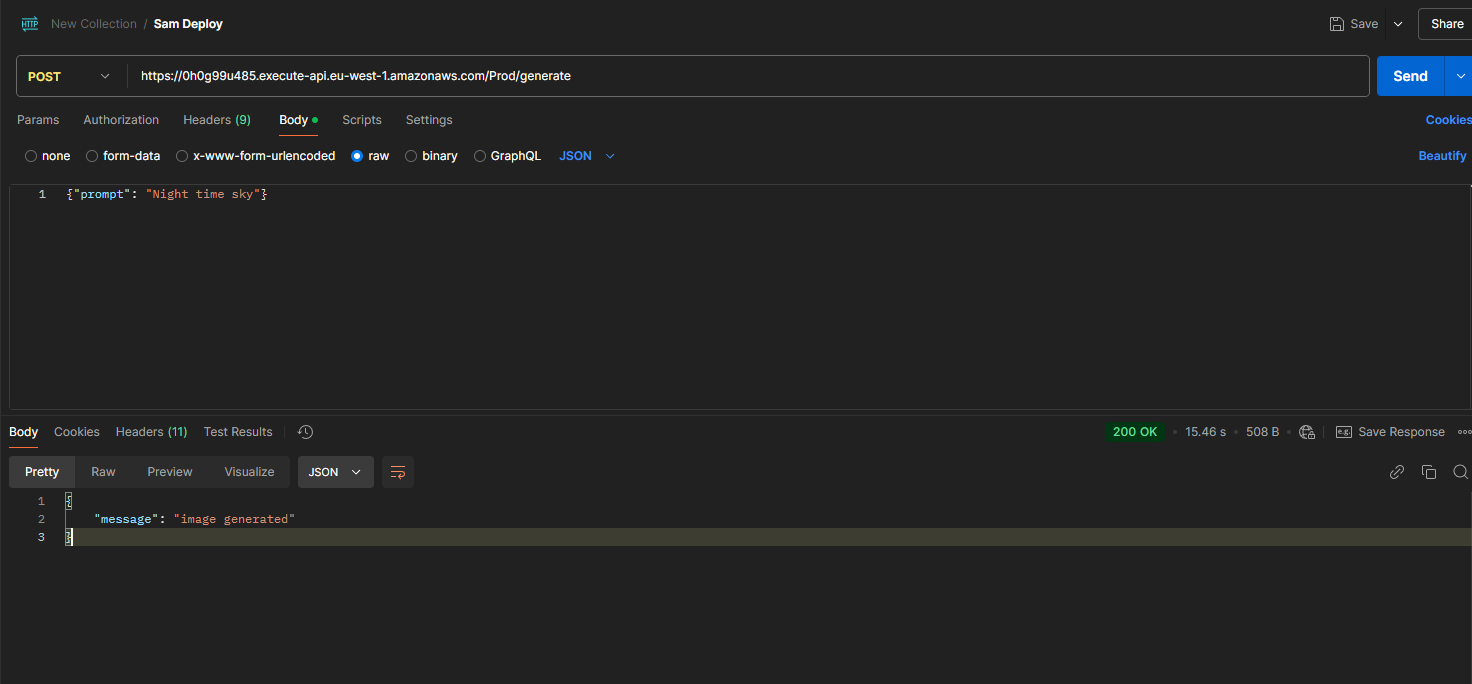 HTTP New Collection / Sam Deploy Save Share
POST https://0h0g99u485.execute-api.eu-west-1.amazonaws.com/Prod/generate Send
Params Authorization Headers (9) Body Scripts Settings Cookies
none form-data x-www-form-urlencoded raw binary GraphQL JSON Beautify
1 {"prompt": "Night time sky"}
Body Cookies Headers (11) Test Results 200 OK 15.46 s 508 B e.g. Save Response
Pretty Raw Preview Visualize JSON
1 {
2 "message": "image generated"
3 }